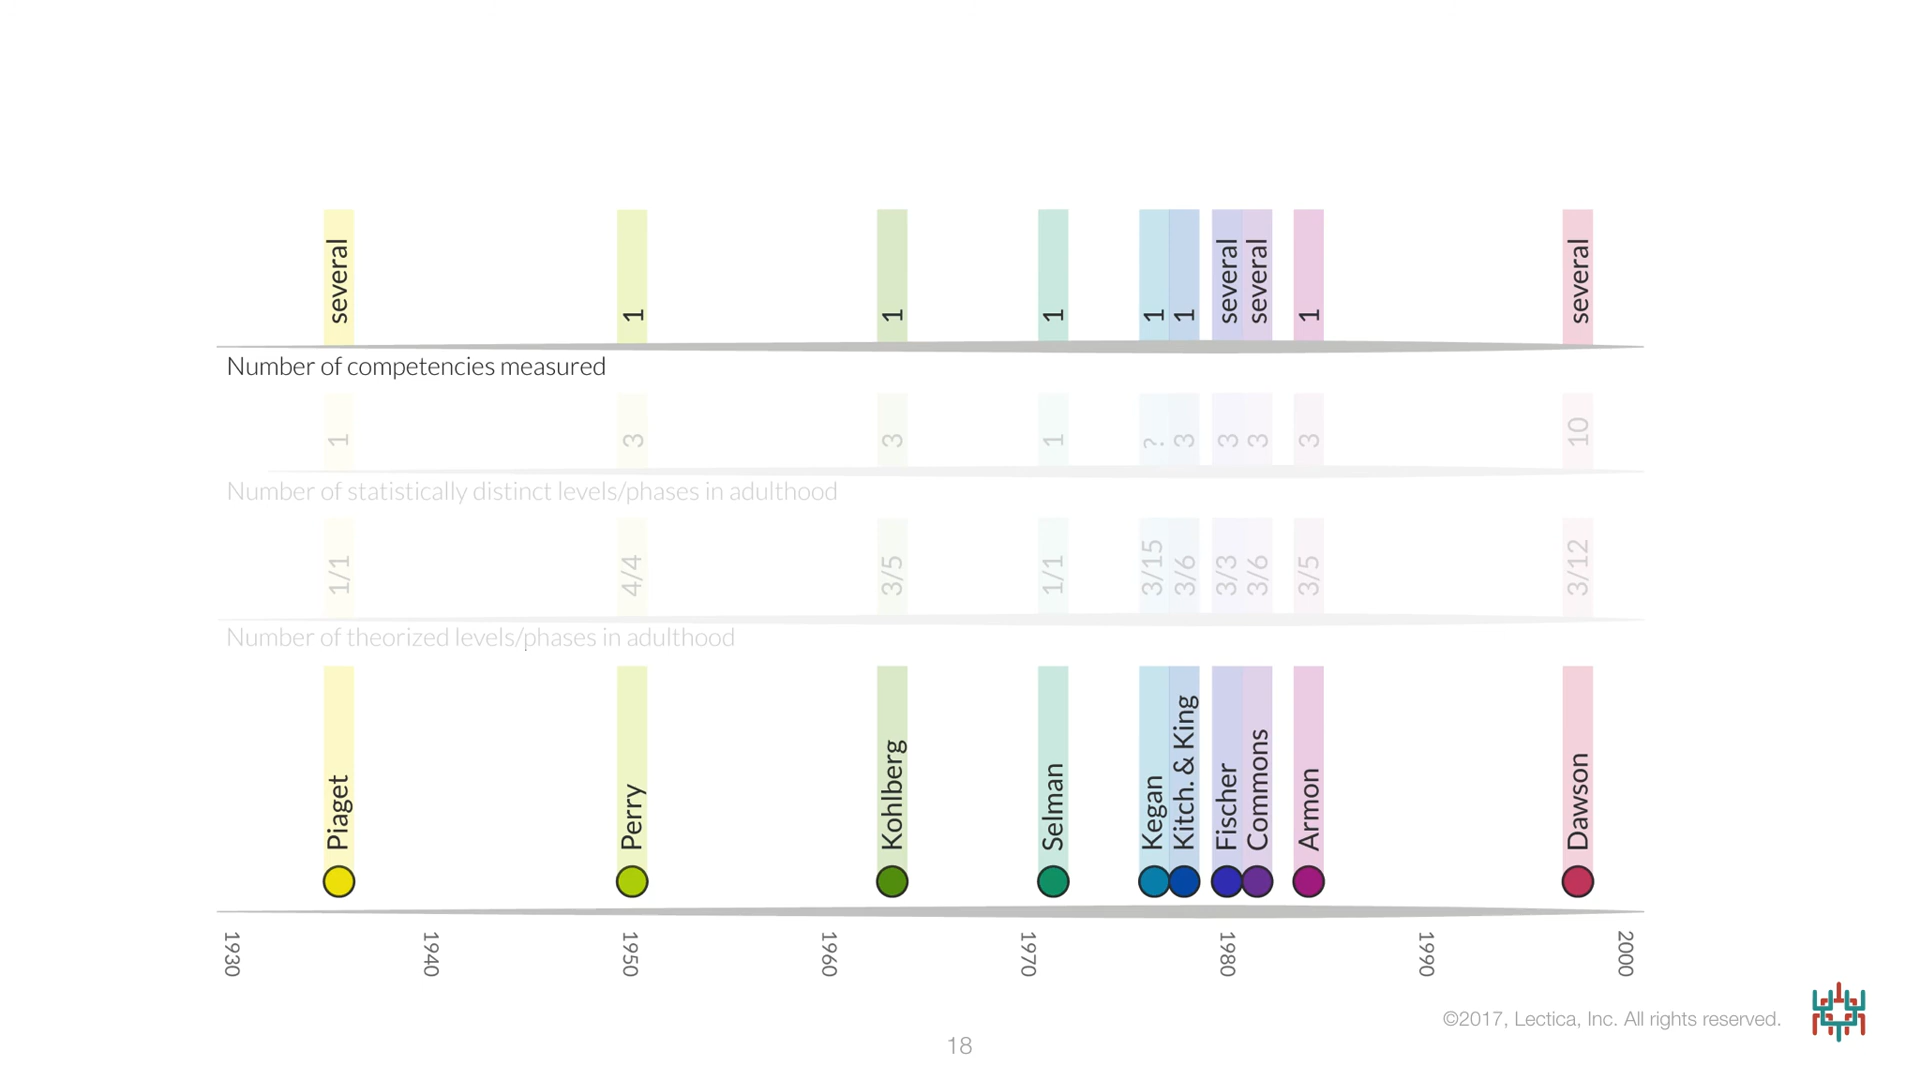 several 1 1 1 1 1 several several 1 several
Number of competencies measured
1 3 3 1 ? 3 3 3 3 10
Number of statistically distinct levels/phases in adulthood
1/1 4/4 3/5 1/1 3/15 3/6 3/3 3/6 3/5 3/12
Number of theorized levels/phases in adulthood
Piaget Perry Kohlberg Selman Kegan Kitch. & King Fischer Commons Armon Dawson
1930 1940 1950 1960 1970 1980 1990 2000
©2017, Lectica, Inc. All rights reserved.
18